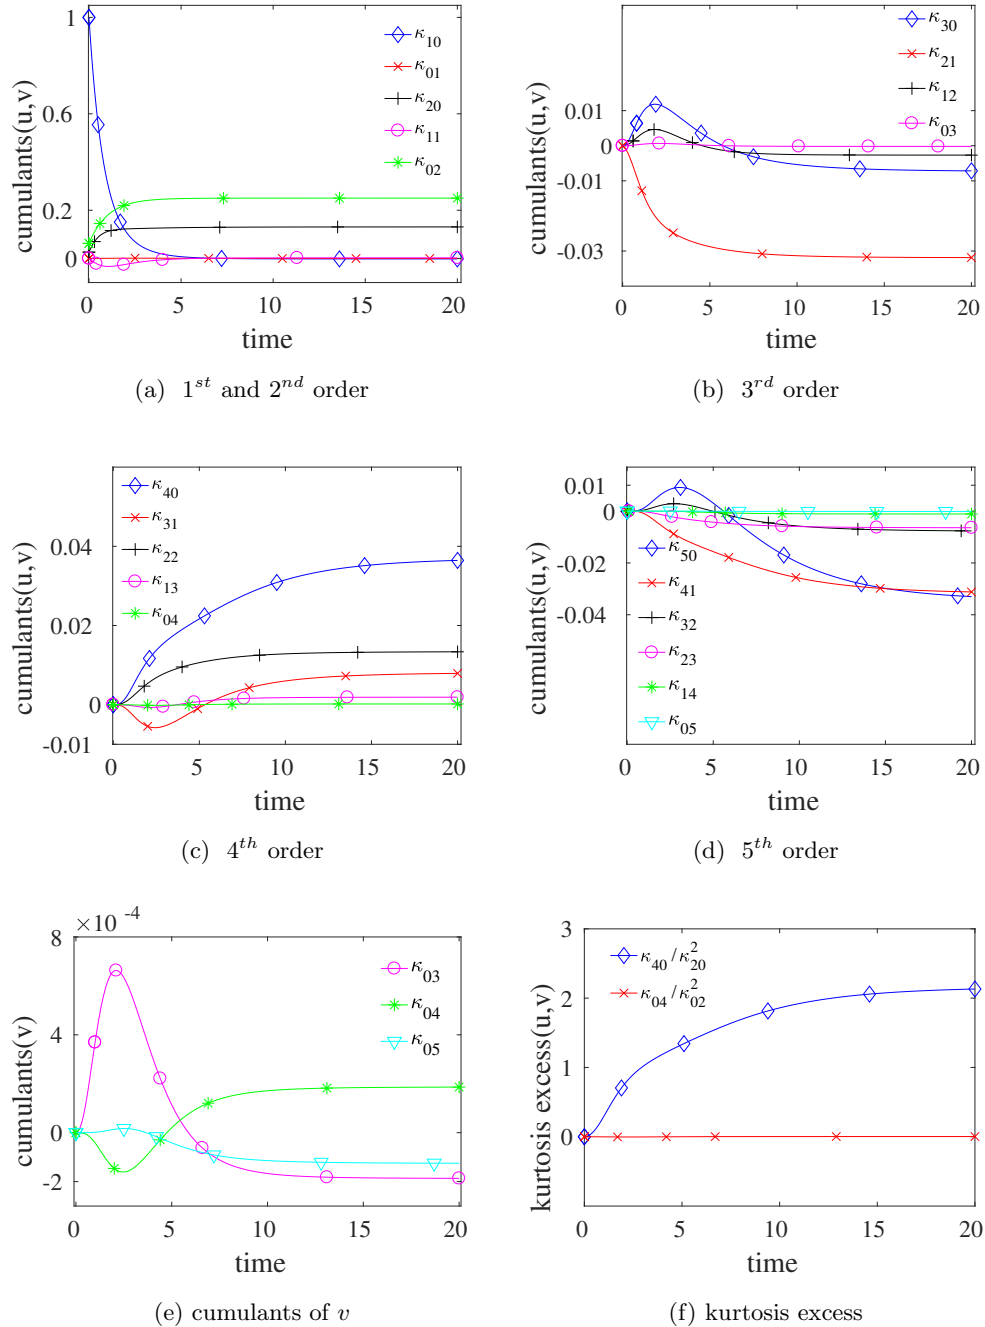 1
0.6
0.2
0
cumulants(u,v)
κ10
κ01
κ20
κ11
κ02
0 5 10 15 20
time
(a) 1st and 2nd order
0.01
0
-0.01
-0.03
cumulants(u,v)
κ30
κ21
κ12
κ03
0 5 10 15 20
time
(b) 3rd order
0.04
0.02
0
-0.01
cumulants(u,v)
κ40
κ31
κ22
κ13
κ04
0 5 10 15 20
time
(c) 4th order
0.01
0
-0.02
-0.04
cumulants(u,v)
κ50
κ41
κ32
κ23
κ14
κ05
0 5 10 15 20
time
(d) 5th order
×10 -4
8
4
0
-2
cumulants(v)
κ03
κ04
κ05
0 5 10 15 20
time
(e) cumulants of v
3
2
1
0
kurtosis excess(u,v)
κ40/κ²20
κ04/κ²02
0 5 10 15 20
time
(f) kurtosis excess